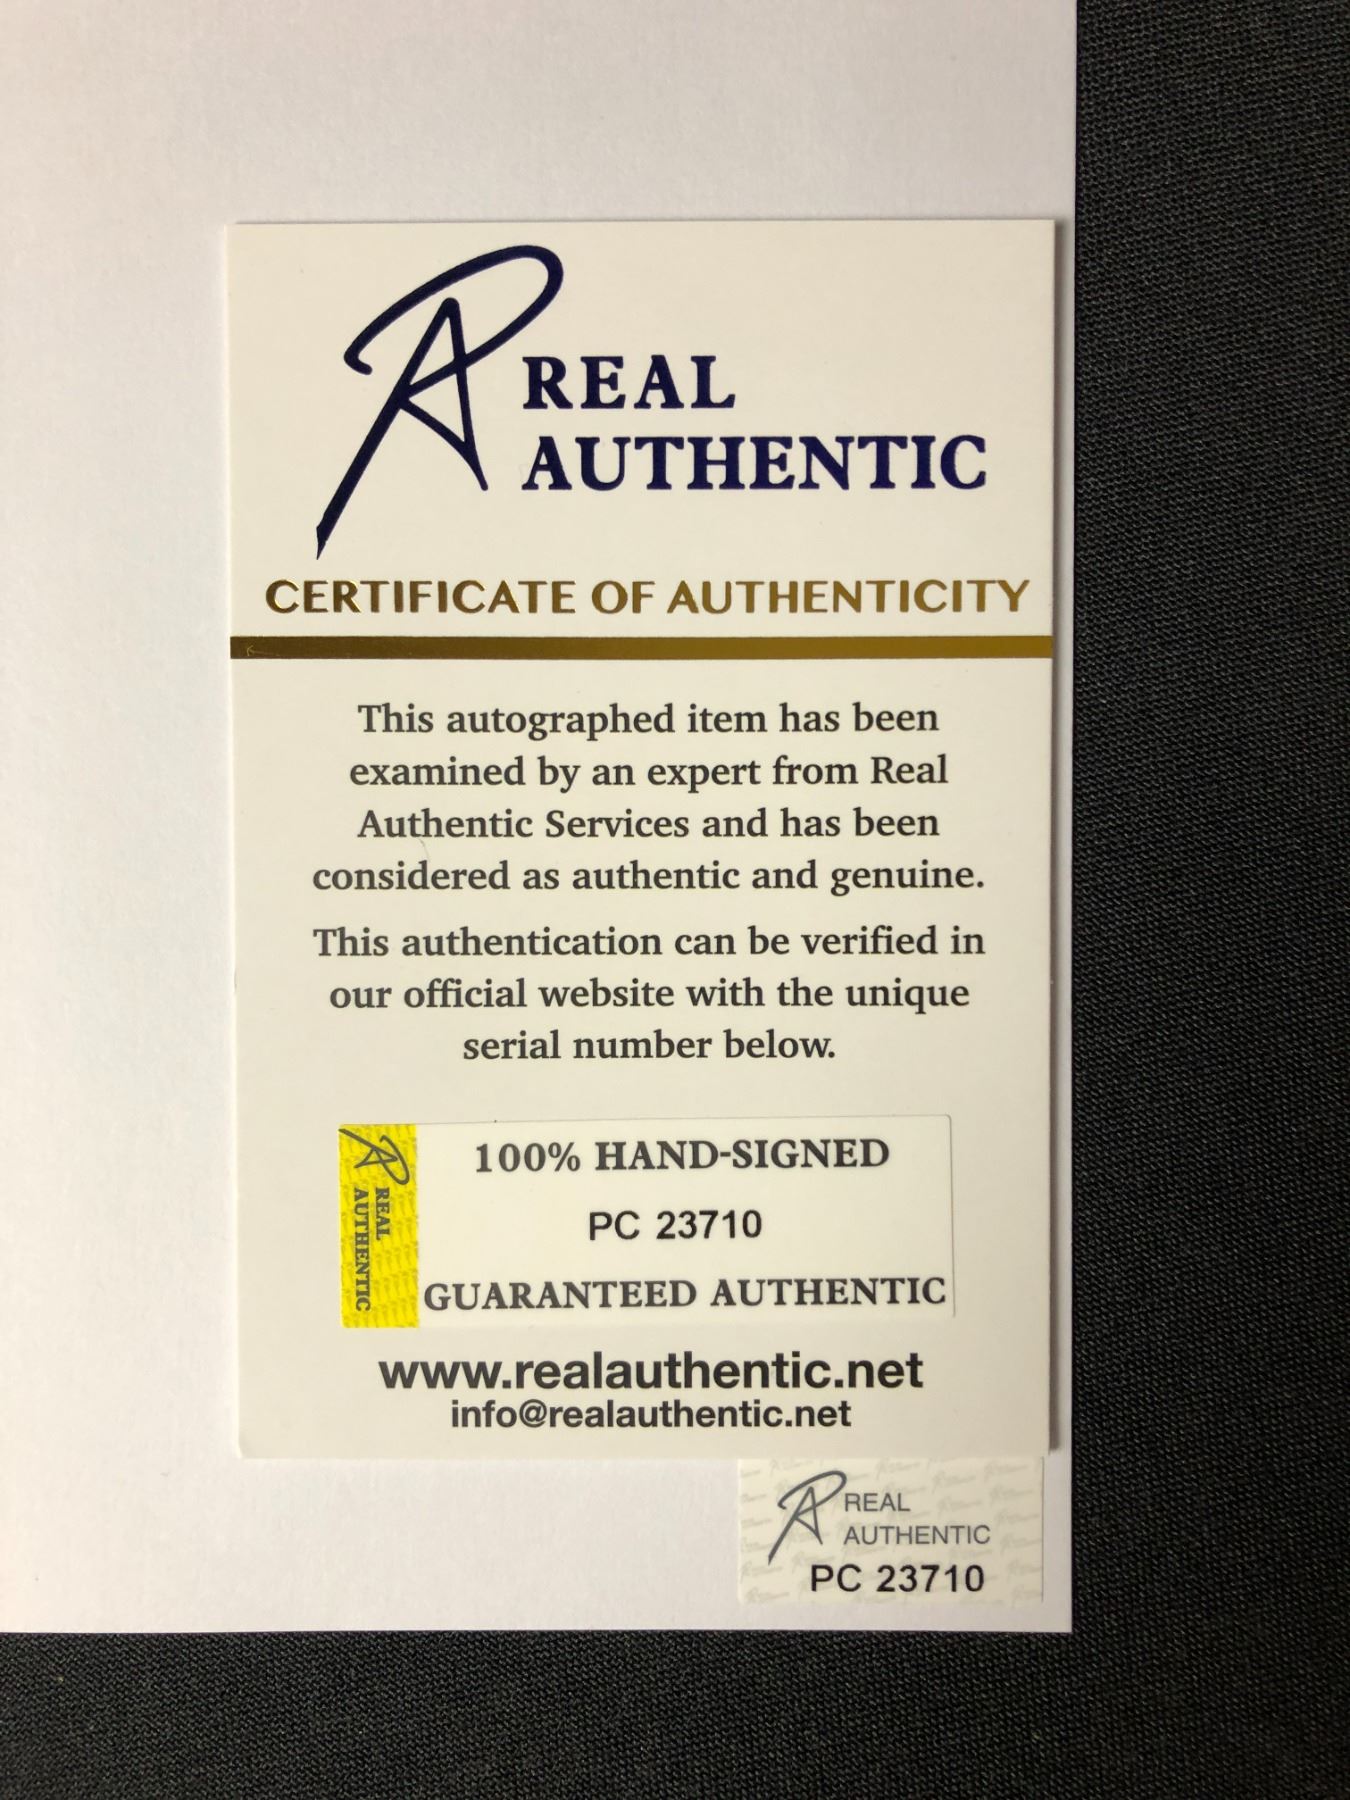 REAL
AUTHENTIC
CERTIFICATE OF AUTHENTICITY
This autographed item has been
examined by an expert from Real
Authentic Services and has been
considered as authentic and genuine.
This authentication can be verified in
our official website with the unique
serial number below.
REAL
AUTHENTIC
100% HAND-SIGNED
PC 23710
GUARANTEED AUTHENTIC
www.realauthentic.net
info@realauthentic.net
REAL
AUTHENTIC
PC 23710